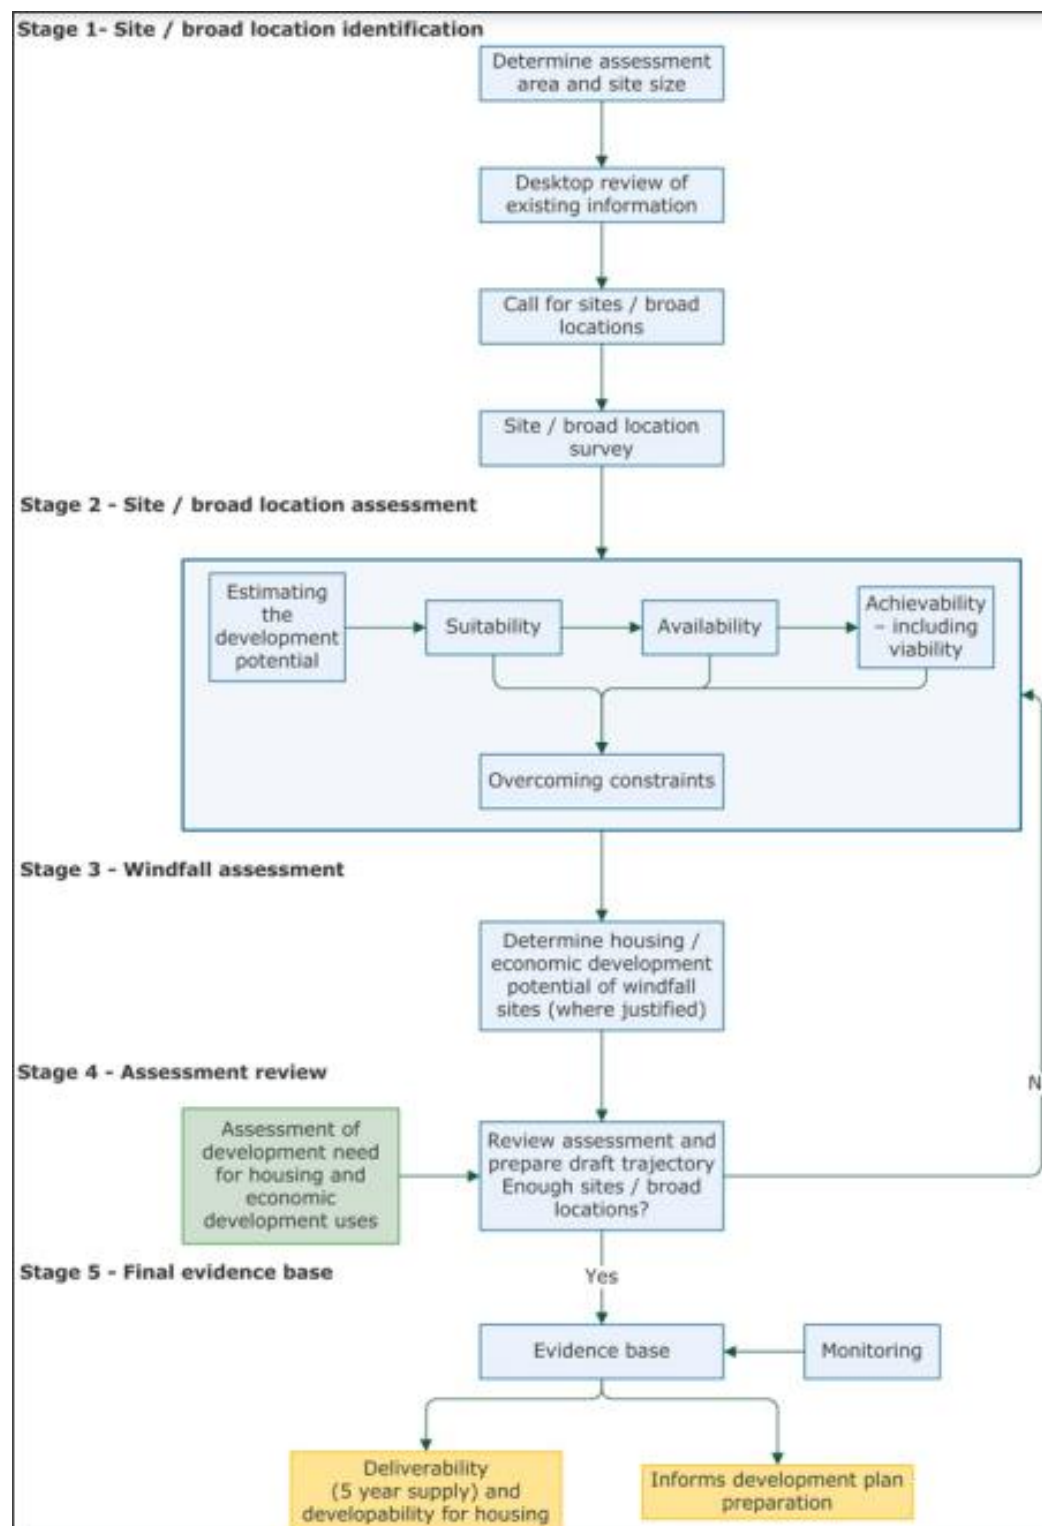 Stage 1- Site / broad location identification
Determine assessment
area and site size
Desktop review of
existing information
Call for sites / broad
locations
Site / broad location
survey
Stage 2 - Site / broad location assessment
Estimating
the
development
potential
Suitability
Availability
Achievability
– including
viability
Overcoming constraints
Stage 3 - Windfall assessment
Determine housing /
economic development
potential of windfall
sites (where justified)
Stage 4 - Assessment review
N
Assessment of
development need
for housing and
economic
development uses
Review assessment and
prepare draft trajectory
Enough sites / broad
locations?
Stage 5 - Final evidence base
Yes
Evidence base
Monitoring
Deliverability
(5 year supply) and
developability for housing
Informs development plan
preparation